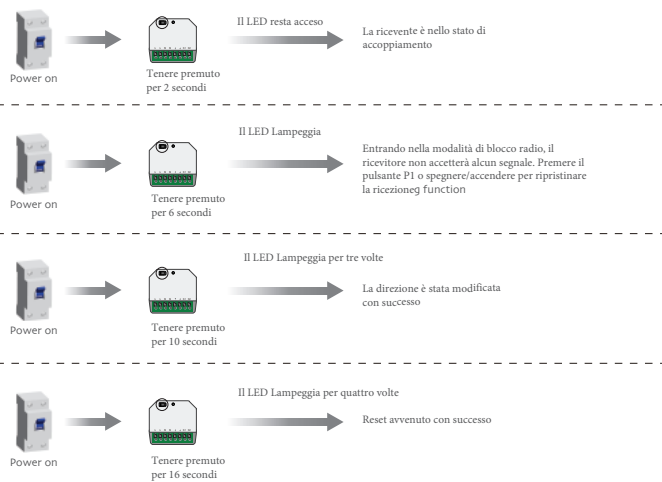 Il LED resta acceso
La ricevente è nello stato di
accoppiamento
Power on
Tenere premuto
per 2 secondi
Il LED Lampeggia
Entrando nella modalità di blocco radio, il
ricevitore non accetterà alcun segnale. Premere il
pulsante P1 o spegnere/accendere per ripristinare
la ricezioneg function
Power on
Tenere premuto
per 6 secondi
Il LED Lampeggia per tre volte
La direzione è stata modificata
con successo
Power on
Tenere premuto
per 10 secondi
Il LED Lampeggia per quattro volte
Reset avvenuto con successo
Power on
Tenere premuto
per 16 secondi